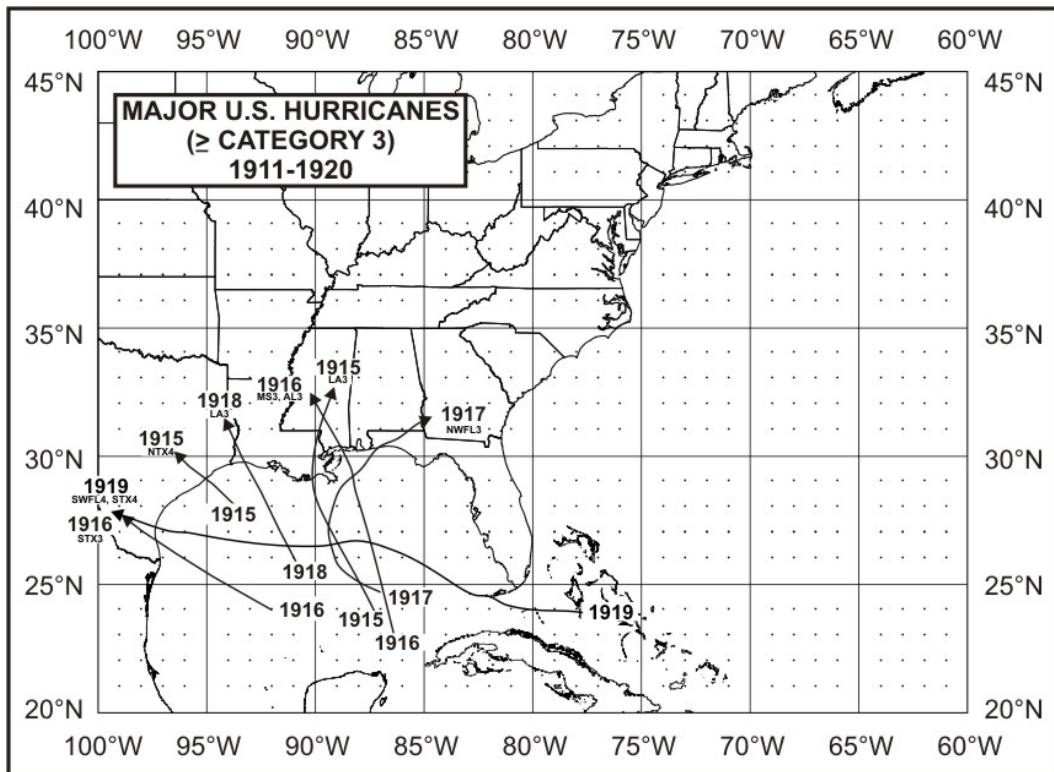 100°W 95°W 90°W 85°W 80°W 75°W 70°W 65°W 60°W
45°N 45°N
MAJOR U.S. HURRICANES
(≥ CATEGORY 3)
1911-1920
40°N 40°N
35°N 35°N
1915
LA3
1916
MS3, AL3
1918
LA3
1917
NWFL3
1915
NTX4
30°N 30°N
1919
SWFL4, STX4
1915
1916
STX3
1918
25°N 25°N
1917
1916
1915
1919
1916
20°N 20°N
100°W 95°W 90°W 85°W 80°W 75°W 70°W 65°W 60°W